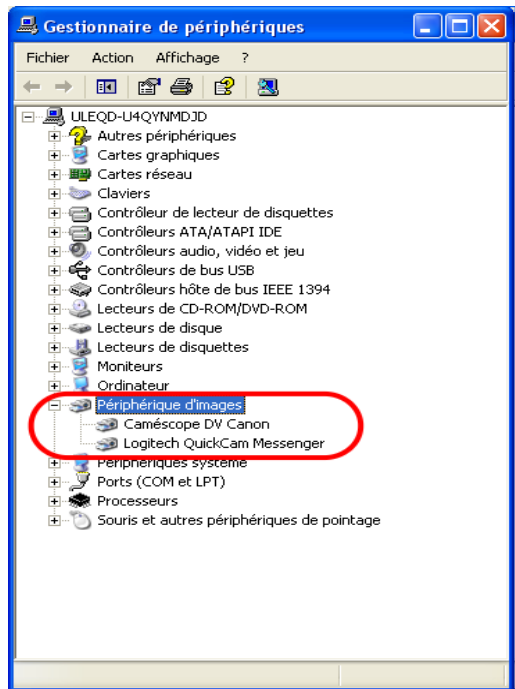 Gestionnaire de périphériques
Fichier Action Affichage ?
ULEQD-U4QYNMDJD
Autres périphériques
Cartes graphiques
Cartes réseau
Claviers
Contrôleur de lecteur de disquettes
Contrôleurs ATA/ATAPI IDE
Contrôleurs audio, vidéo et jeu
Contrôleurs de bus USB
Contrôleurs hôte de bus IEEE 1394
Lecteurs de CD-ROM/DVD-ROM
Lecteurs de disque
Lecteurs de disquettes
Moniteurs
Ordinateur
Périphérique d'images
Caméscope DV Canon
Logitech QuickCam Messenger
Périphériques système
Ports (COM et LPT)
Processeurs
Souris et autres périphériques de pointage